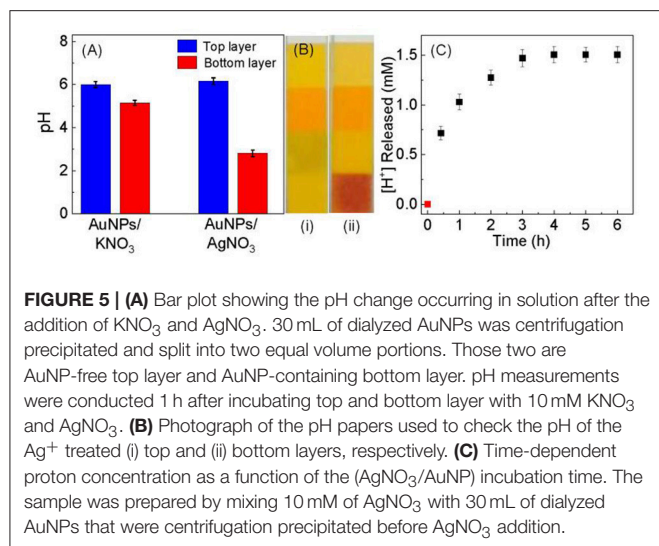 (A)
Top layer
Bottom layer
(B)
(C)
8
6
4
2
0
pH
AuNPs/
KNO₃
AuNPs/
AgNO₃
(i)
(ii)
1.5
1.0
0.5
0.0
[H⁺] Released (mM)
0 1 2 3 4 5 6
Time (h)
FIGURE 5 | (A) Bar plot showing the pH change occurring in solution after the
addition of KNO₃ and AgNO₃. 30 mL of dialyzed AuNPs was centrifugation
precipitated and split into two equal volume portions. Those two are
AuNP-free top layer and AuNP-containing bottom layer. pH measurements
were conducted 1 h after incubating top and bottom layer with 10 mM KNO₃
and AgNO₃. (B) Photograph of the pH papers used to check the pH of the
Ag⁺ treated (i) top and (ii) bottom layers, respectively. (C) Time-dependent
proton concentration as a function of the (AgNO₃/AuNP) incubation time. The
sample was prepared by mixing 10 mM of AgNO₃ with 30 mL of dialyzed
AuNPs that were centrifugation precipitated before AgNO₃ addition.